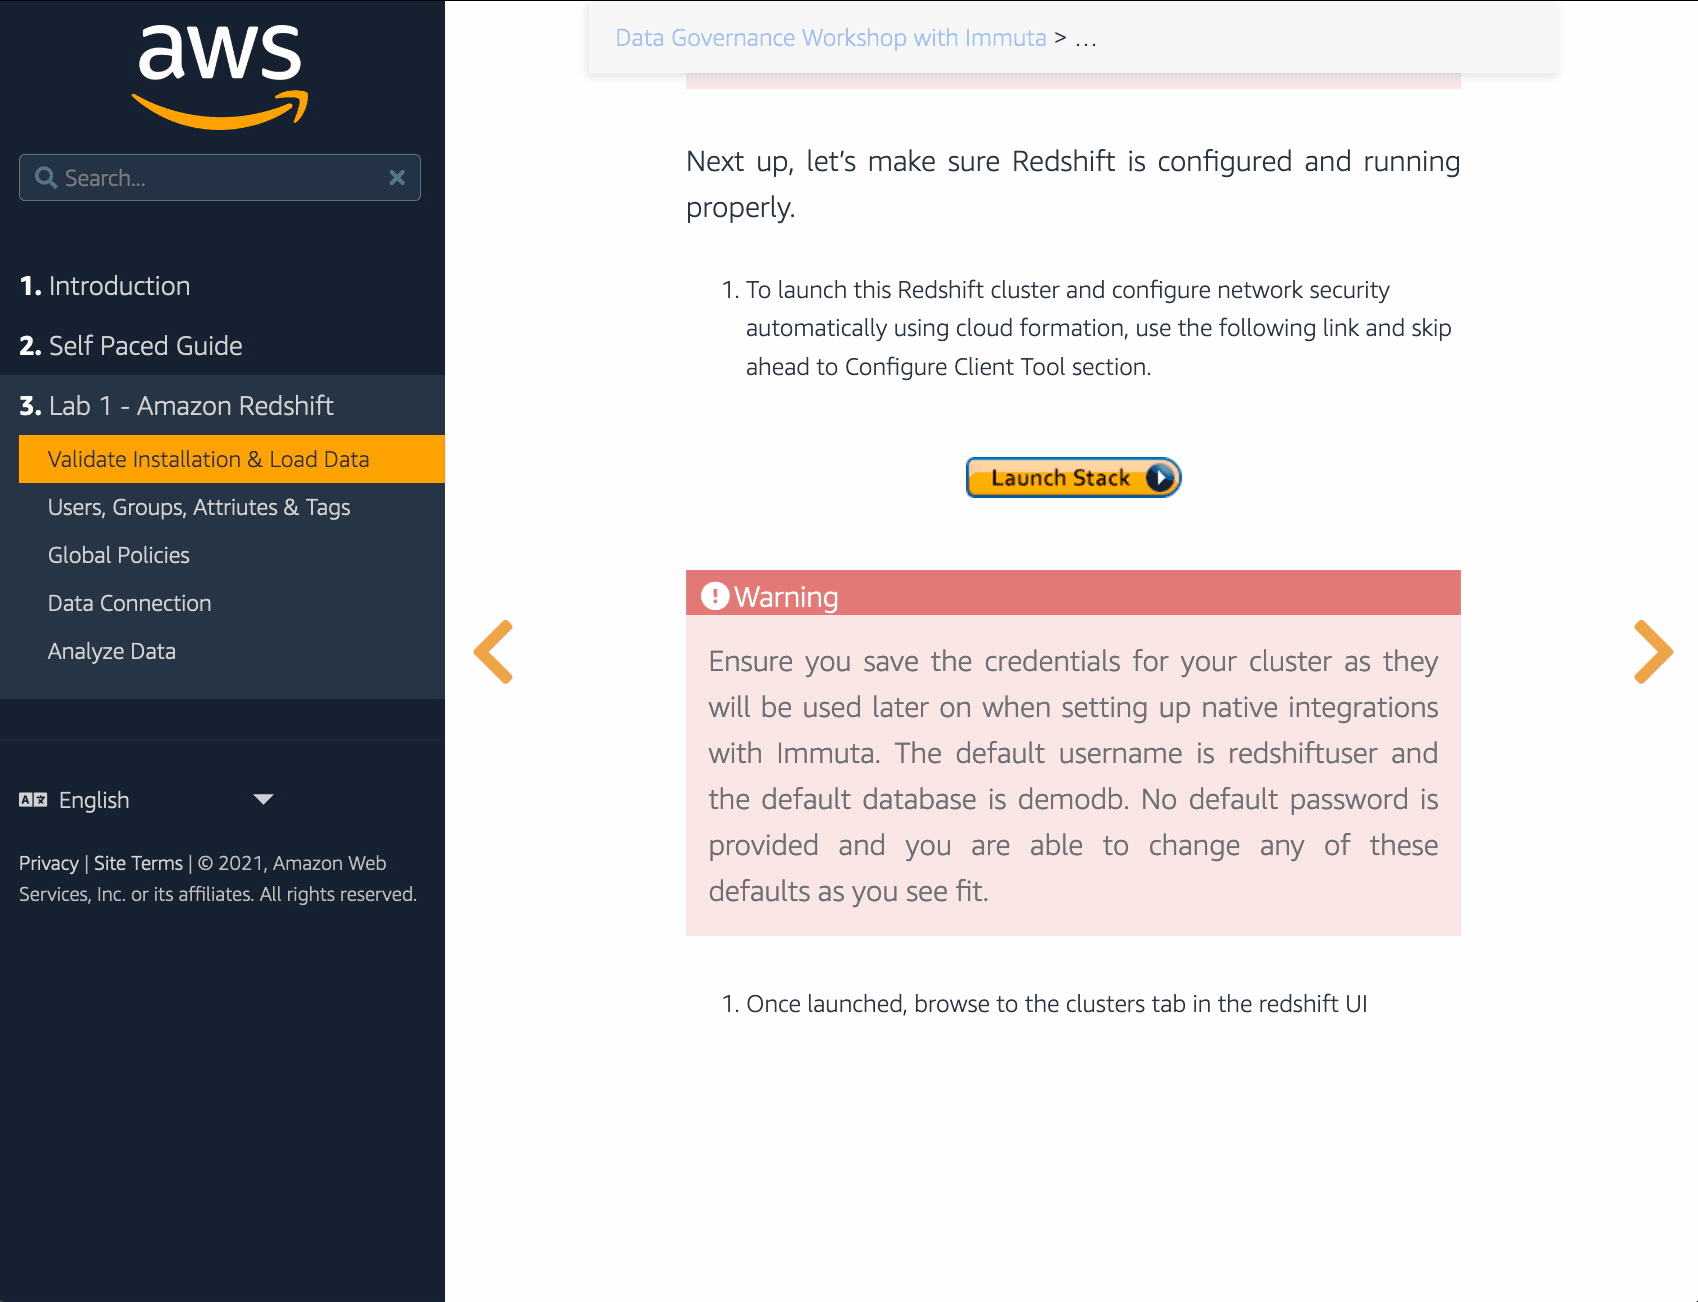 aws
Search...
1. Introduction
2. Self Paced Guide
3. Lab 1 - Amazon Redshift
Validate Installation & Load Data
Users, Groups, Attriutes & Tags
Global Policies
Data Connection
Analyze Data
English
Privacy | Site Terms | © 2021, Amazon Web
Services, Inc. or its affiliates. All rights reserved.
Data Governance Workshop with Immuta > ...
Next up, let's make sure Redshift is configured and running
properly.
1. To launch this Redshift cluster and configure network security
automatically using cloud formation, use the following link and skip
ahead to Configure Client Tool section.
Launch Stack
Warning
Ensure you save the credentials for your cluster as they
will be used later on when setting up native integrations
with Immuta. The default username is redshiftuser and
the default database is demodb. No default password is
provided and you are able to change any of these
defaults as you see fit.
1. Once launched, browse to the clusters tab in the redshift UI